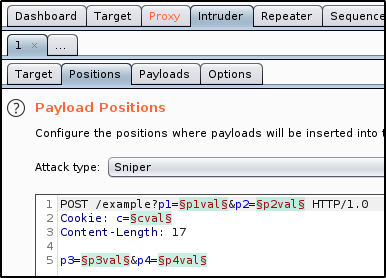 Dashboard Target Proxy Intruder Repeater Sequence
1 × ...
Target Positions Payloads Options
? Payload Positions
Configure the positions where payloads will be inserted into t
Attack type: Sniper
1 POST /example?p1=§p1val§&p2=§p2val§ HTTP/1.0
2 Cookie: c=§cval§
3 Content-Length: 17
4
5 p3=§p3val§&p4=§p4val§